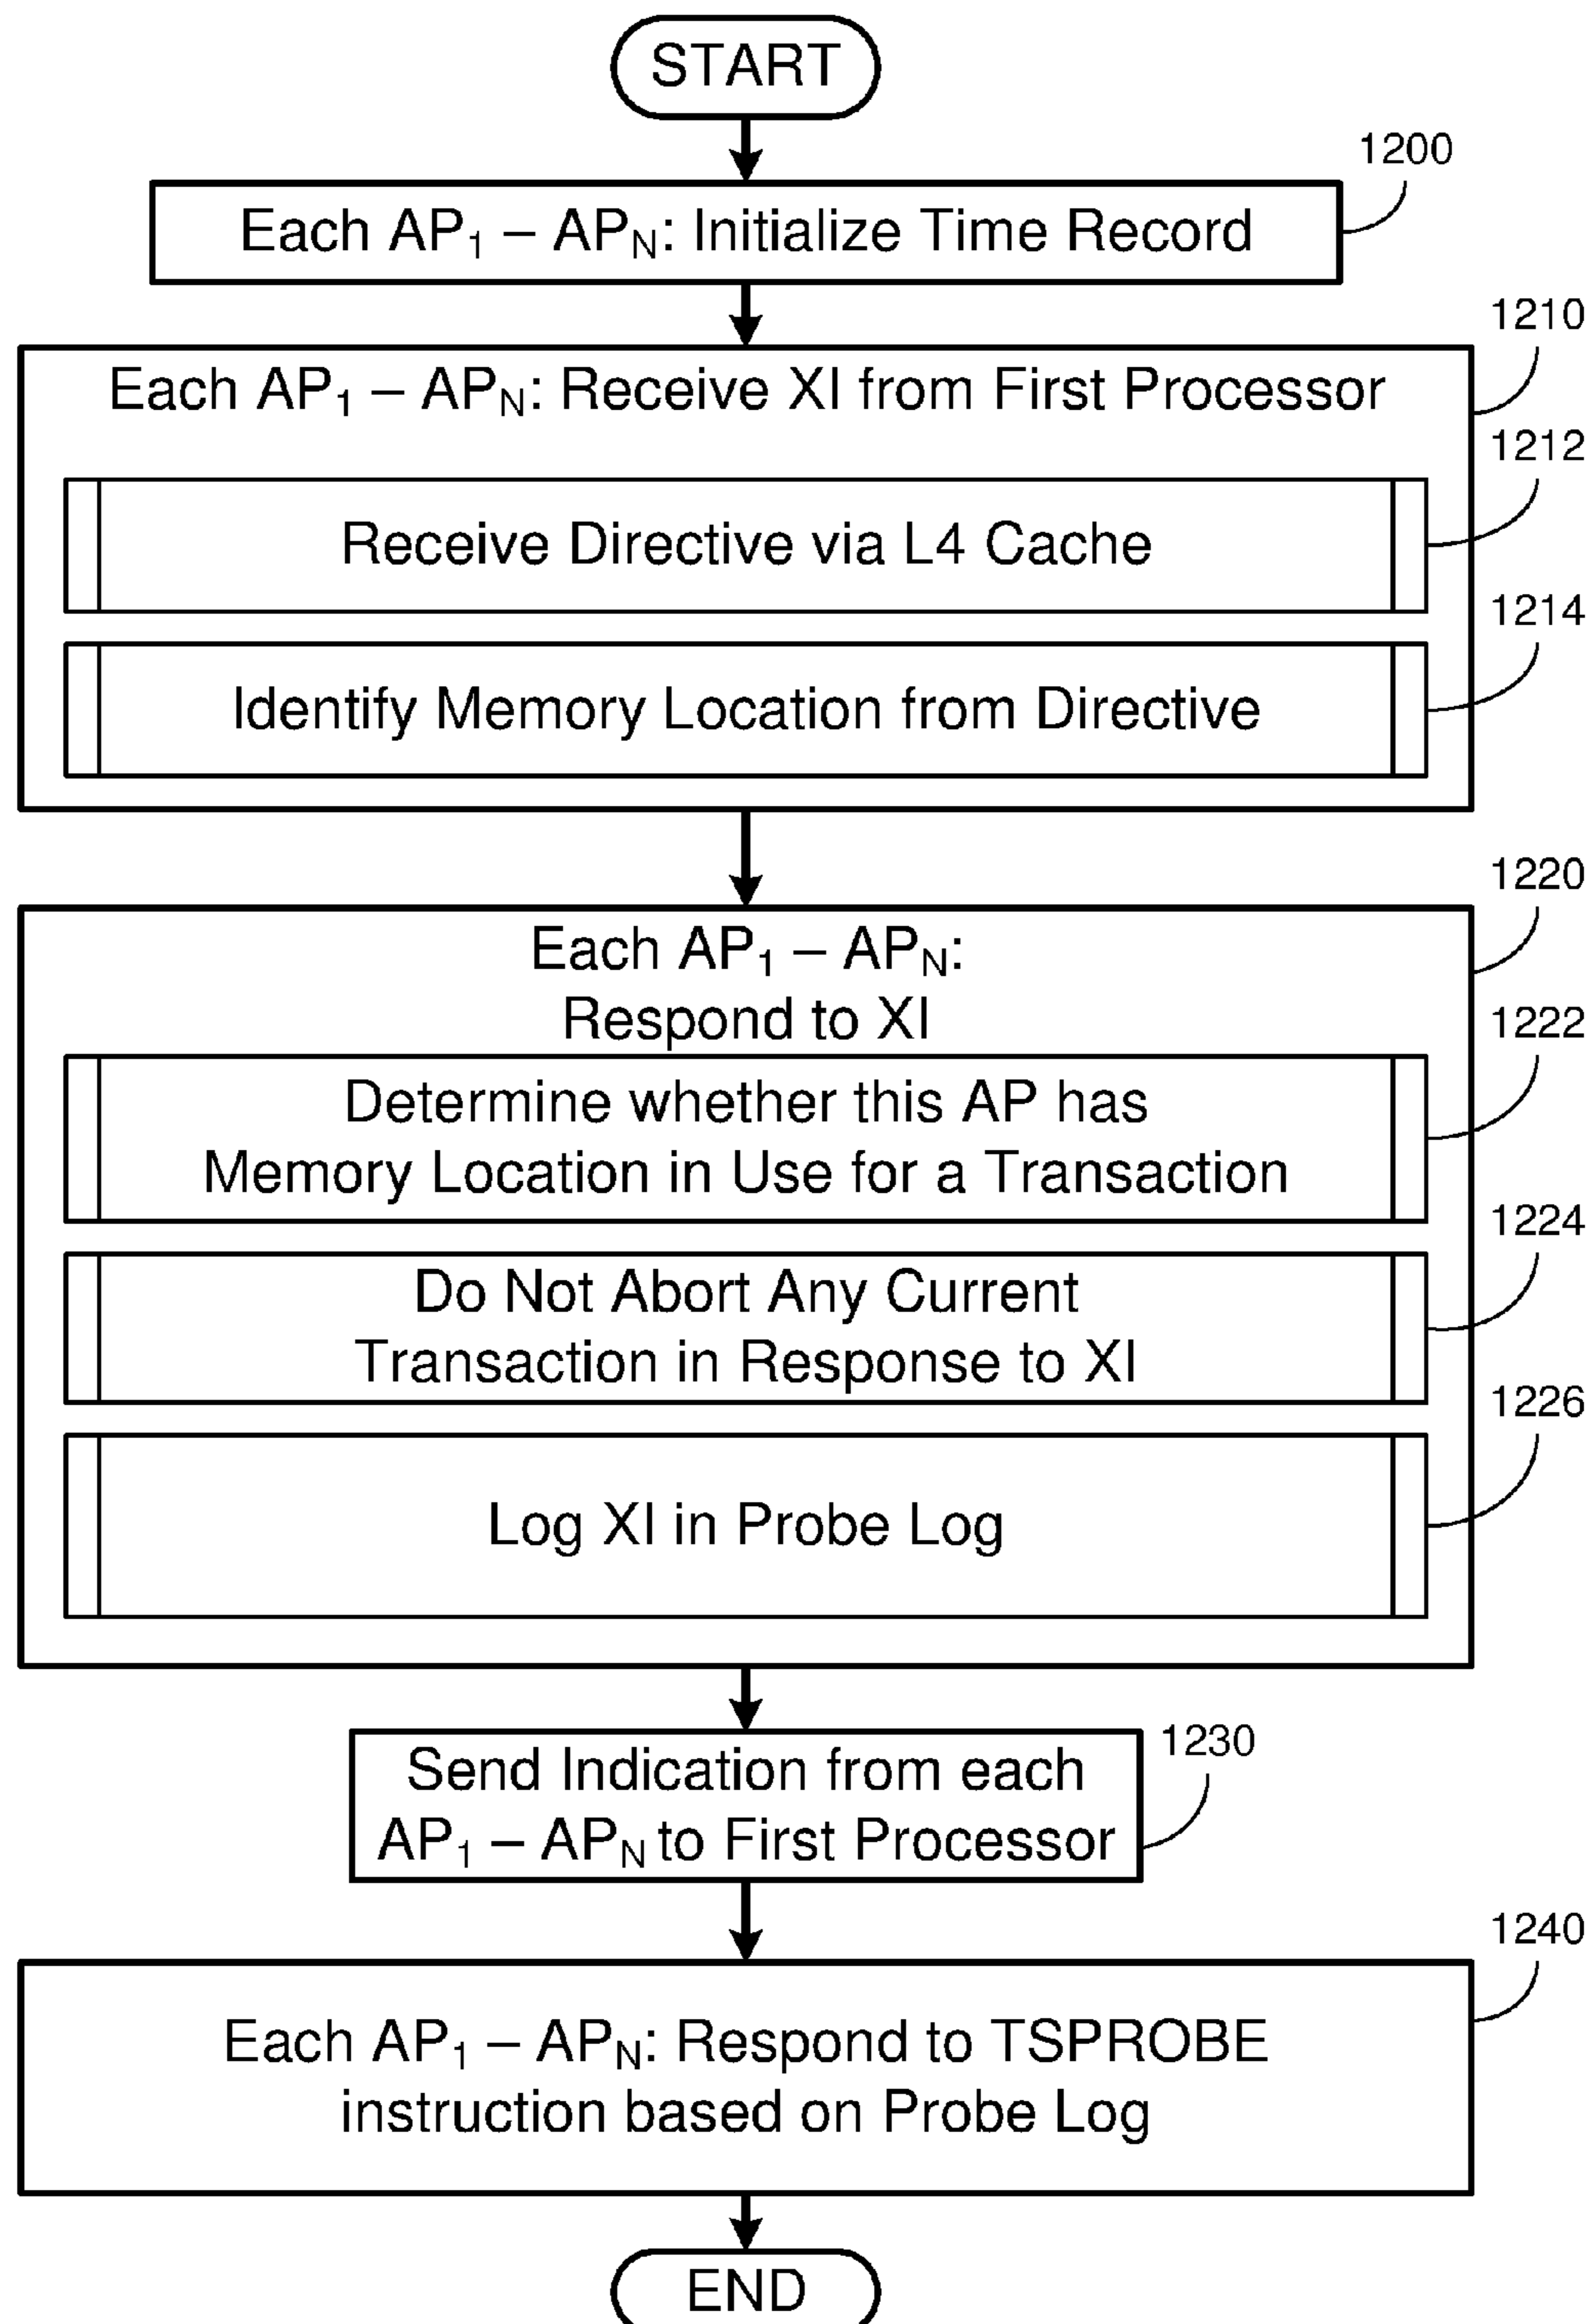 START
1200
Each AP₁ – APN: Initialize Time Record
1210
Each AP₁ – APN: Receive XI from First Processor
1212
Receive Directive via L4 Cache
1214
Identify Memory Location from Directive
1220
Each AP₁ – APN:
Respond to XI
1222
Determine whether this AP has
Memory Location in Use for a Transaction
1224
Do Not Abort Any Current
Transaction in Response to XI
1226
Log XI in Probe Log
1230
Send Indication from each
AP₁ – APN to First Processor
1240
Each AP₁ – APN: Respond to TSPROBE
instruction based on Probe Log
END